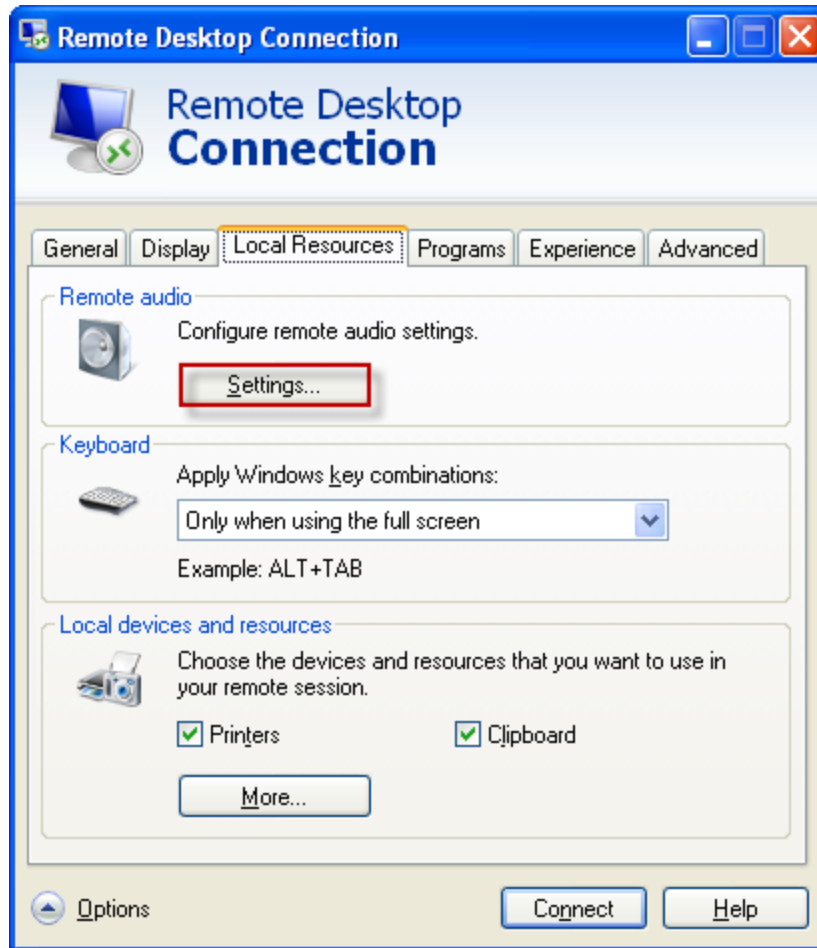 Remote Desktop Connection
Remote Desktop
Connection
General Display Local Resources Programs Experience Advanced
Remote audio
Configure remote audio settings.
Settings...
Keyboard
Apply Windows key combinations:
Only when using the full screen
Example: ALT+TAB
Local devices and resources
Choose the devices and resources that you want to use in
your remote session.
Printers Clipboard
More...
Options Connect Help